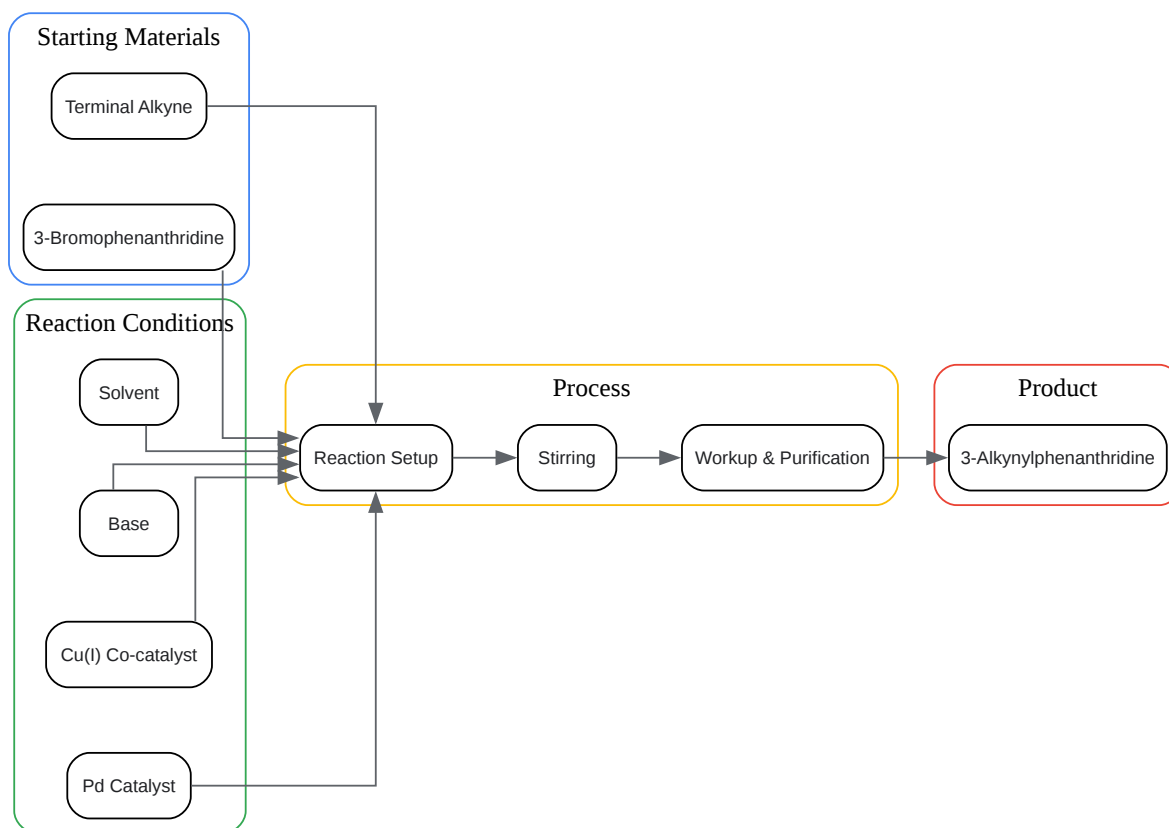 Starting Materials
Terminal Alkyne
3-Bromophenanthridine
Reaction Conditions
Solvent
Base
Cu(I) Co-catalyst
Pd Catalyst
Process
Reaction Setup
Stirring
Workup & Purification
Product
3-Alkynylphenanthridine